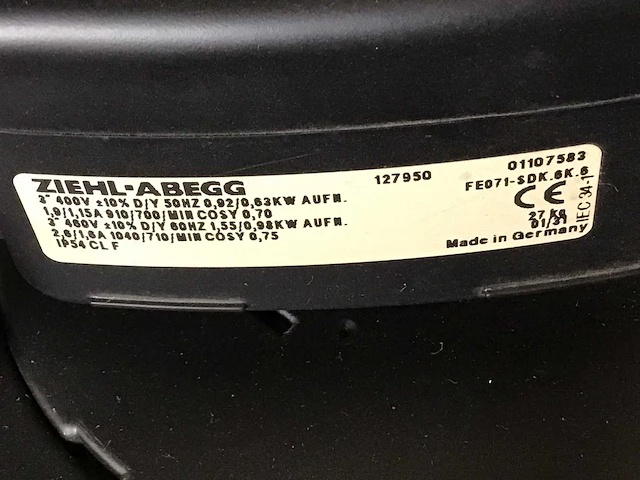 ZIEHL-ABEGG 127950 01107583
3~ 400V ±10% D/Y 50HZ 0,92/0,63KW AUFN. FE071-SDK.6K.6
1,9/1,15A 910/700/MIN COSY 0,70 CE
3~ 460V ±10% D/Y 60HZ 1,55/0,98KW AUFN. 27 KG
2,6/1,6A 1040/710/MIN COSY 0,75 01/31
IP54 CL F Made in Germany
IEC 34-1